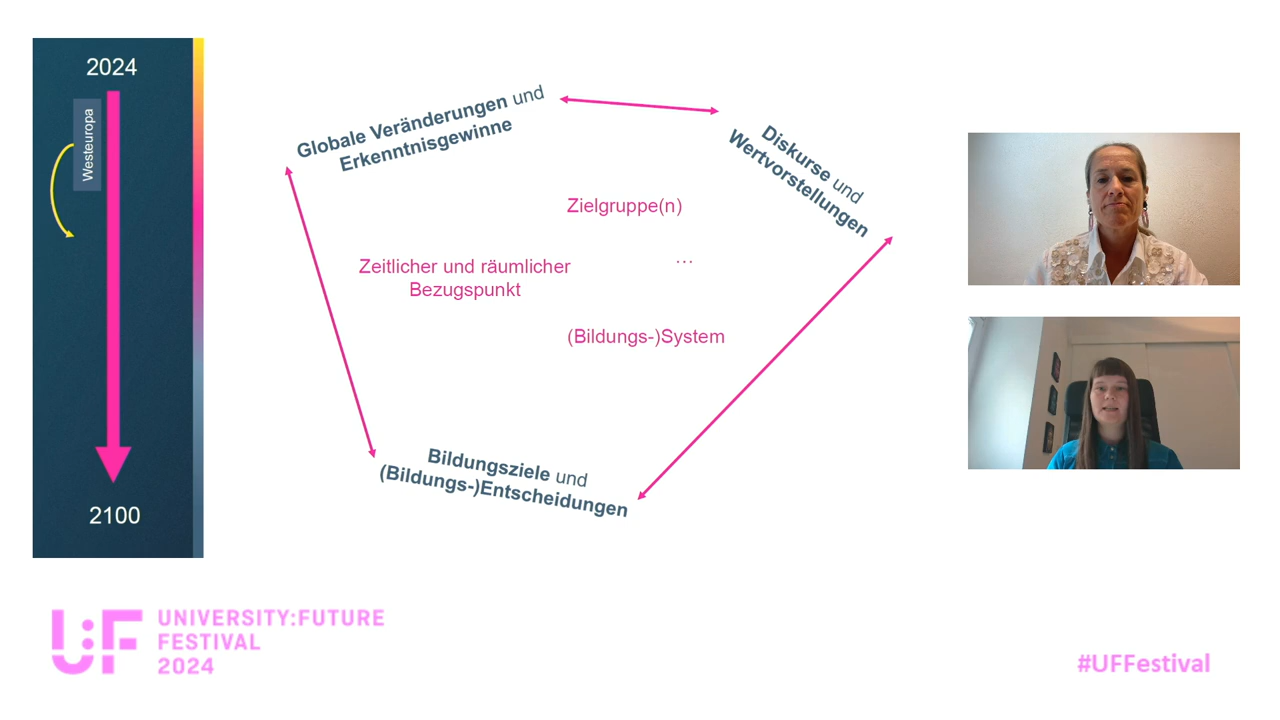 2024
Westeuropa
2100
Globale Veränderungen und
Erkenntnisgewinne
Diskurse und
Wertvorstellungen
Zielgruppe(n)
...
Zeitlicher und räumlicher
Bezugspunkt
(Bildungs-)System
Bildungsziele und
(Bildungs-)Entscheidungen
U:F
UNIVERSITY:FUTURE
FESTIVAL
2024
#UFFestival